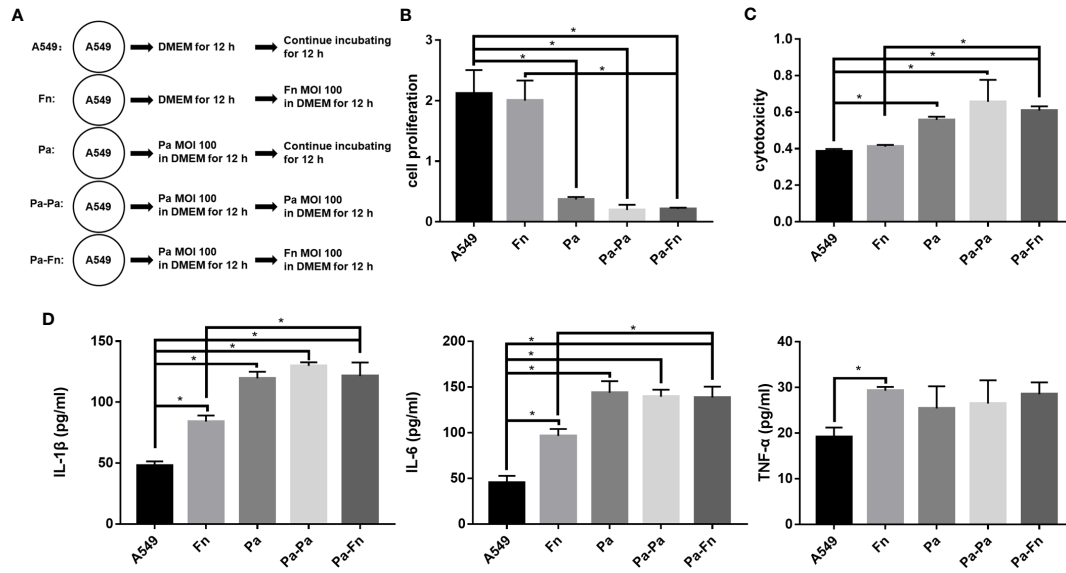 A
A549:
A549
DMEM for 12 h
Continue incubating
for 12 h
Fn:
A549
DMEM for 12 h
Fn MOI 100
in DMEM for 12 h
Pa:
A549
Pa MOI 100
in DMEM for 12 h
Continue incubating
for 12 h
Pa-Pa:
A549
Pa MOI 100
in DMEM for 12 h
Pa MOI 100
in DMEM for 12 h
Pa-Fn:
A549
Pa MOI 100
in DMEM for 12 h
Fn MOI 100
in DMEM for 12 h
B
cell proliferation
3
2
1
0
*
*
*
*
A549
Fn
Pa
Pa-Pa
Pa-Fn
C
cytotoxicity
1.0
0.8
0.6
0.4
0.2
0.0
*
*
*
*
A549
Fn
Pa
Pa-Pa
Pa-Fn
D
IL-1β (pg/ml)
150
100
50
0
*
*
*
*
*
A549
Fn
Pa
Pa-Pa
Pa-Fn
IL-6 (pg/ml)
200
150
100
50
0
*
*
*
*
*
A549
Fn
Pa
Pa-Pa
Pa-Fn
TNF-α (pg/ml)
40
30
20
10
0
*
A549
Fn
Pa
Pa-Pa
Pa-Fn